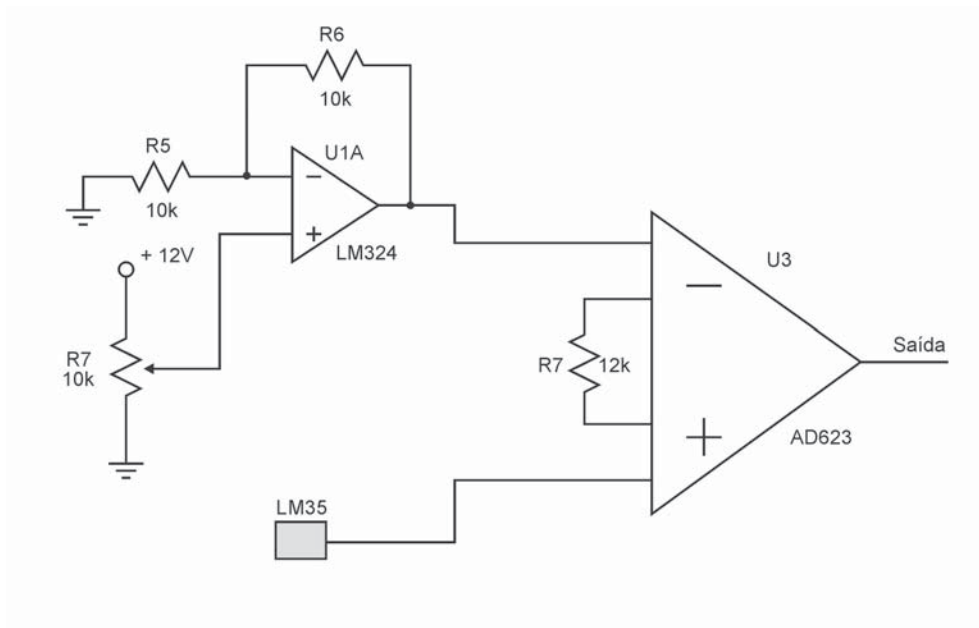 R6
10k
R5
10k
U1A
−
+
LM324
+ 12V
R7
10k
U3
−
R7 12k
+
Saída
AD623
LM35